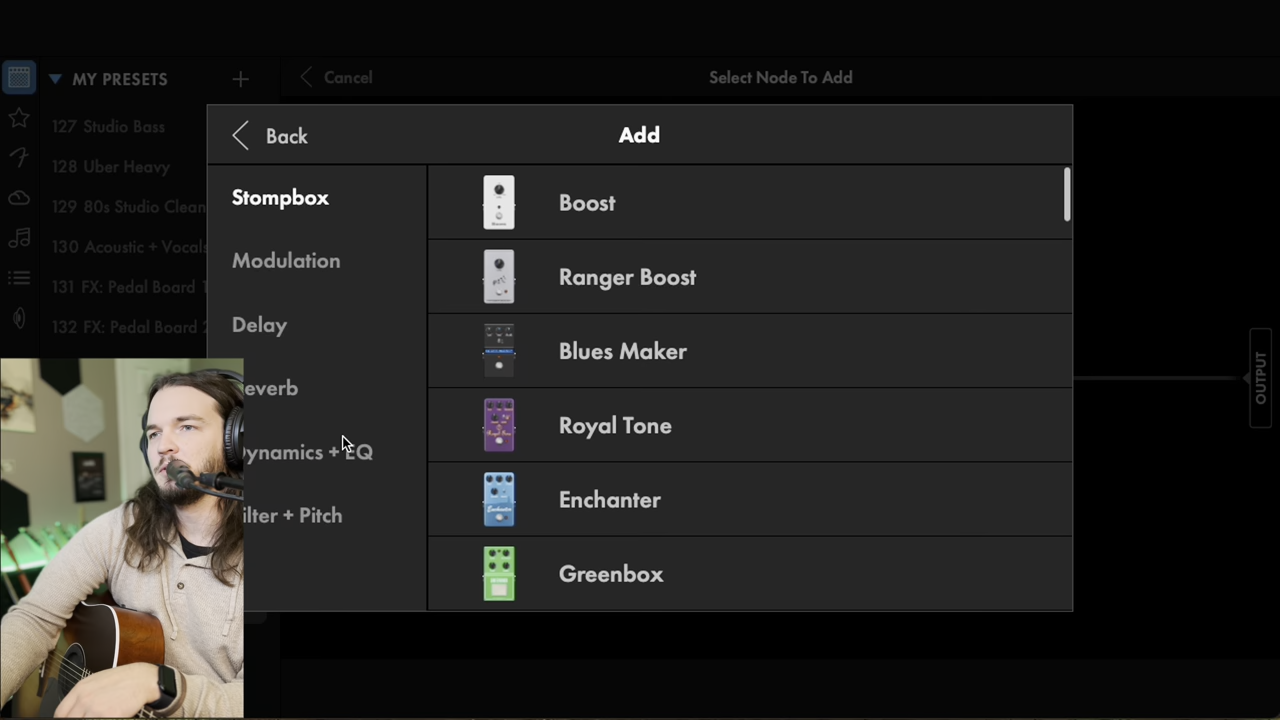 MY PRESETS
Cancel
Select Node To Add
127 Studio Bass
128 Uber Heavy
129 80s Studio Clean
130 Acoustic + Vocals
131 FX: Pedal Board 1
132 FX: Pedal Board 2
Back
Add
Stompbox
Modulation
Delay
everb
ynamics + EQ
ilter + Pitch
Boost
Ranger Boost
Blues Maker
Royal Tone
Enchanter
Greenbox
OUTPUT